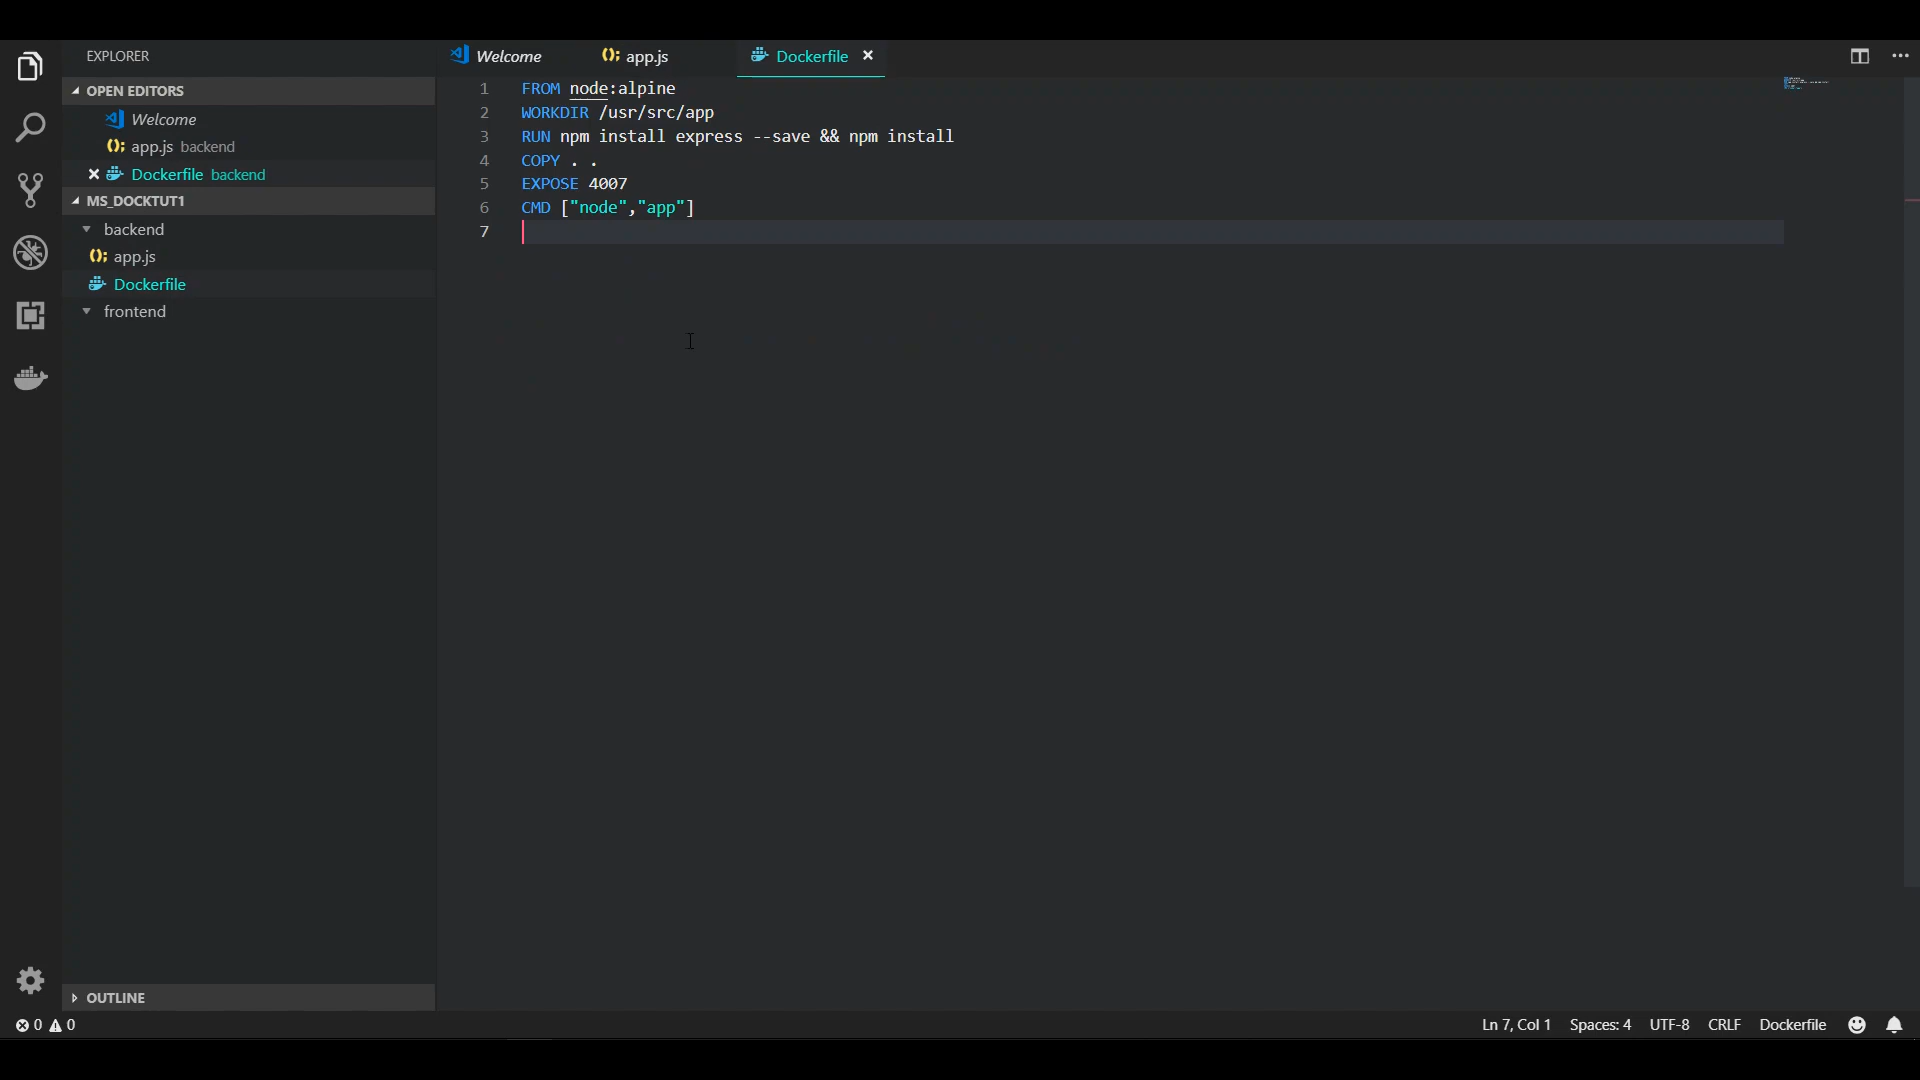 EXPLORER
OPEN EDITORS
Welcome
app.js backend
Dockerfile backend
MS_DOCKTUT1
backend
app.js
Dockerfile
frontend
OUTLINE
Welcome app.js Dockerfile
1 FROM node:alpine
2 WORKDIR /usr/src/app
3 RUN npm install express --save && npm install
4 COPY . .
5 EXPOSE 4007
6 CMD ["node","app"]
7
0 0 Ln 7, Col 1 Spaces: 4 UTF-8 CRLF Dockerfile